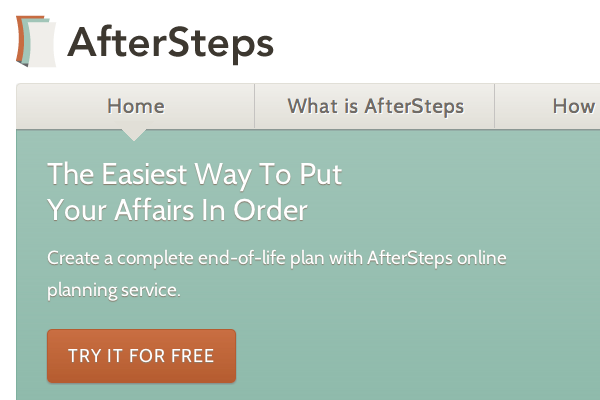 AfterSteps
Home
What is AfterSteps
How
The Easiest Way To Put
Your Affairs In Order
Create a complete end-of-life plan with AfterSteps online
planning service.
TRY IT FOR FREE